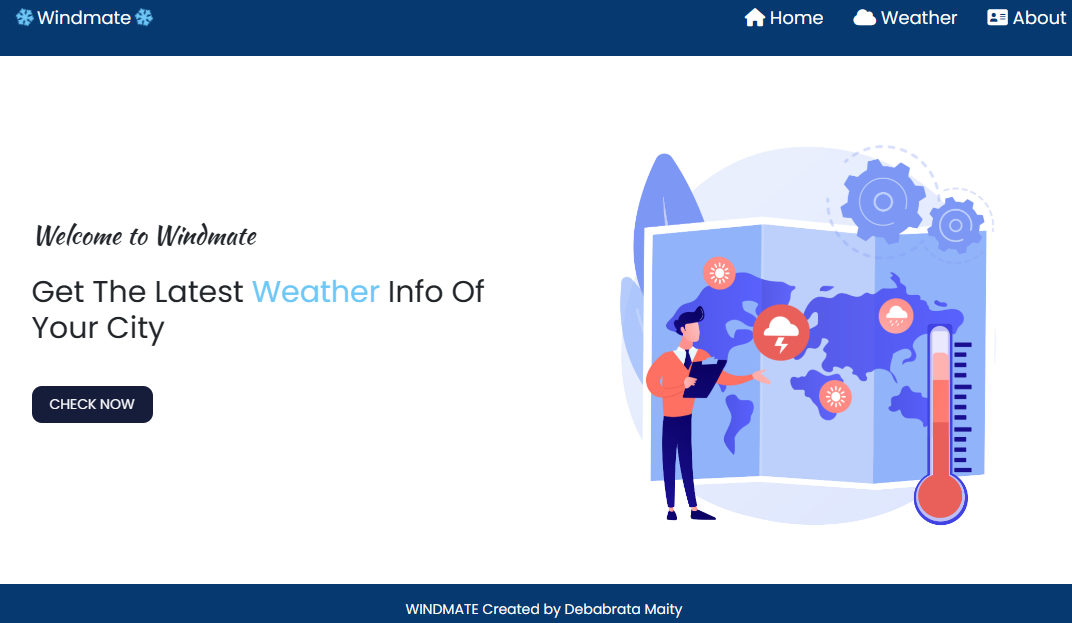 Windmate
Home
Weather
About
Welcome to Windmate
Get The Latest Weather Info Of
Your City
CHECK NOW
WINDMATE Created by Debabrata Maity